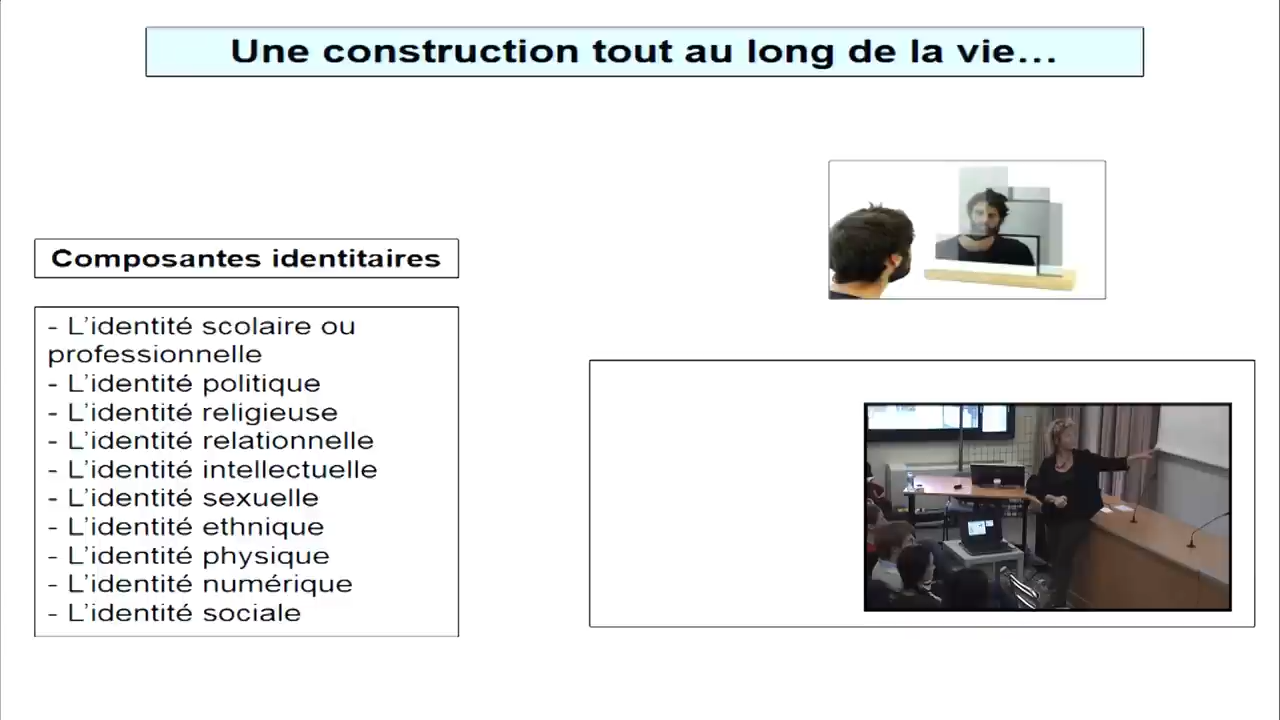 Une construction tout au long de la vie...
Composantes identitaires
- L'identité scolaire ou
professionnelle
- L'identité politique
- L'identité religieuse
- L'identité relationnelle
- L'identité intellectuelle
- L'identité sexuelle
- L'identité ethnique
- L'identité physique
- L'identité numérique
- L'identité sociale